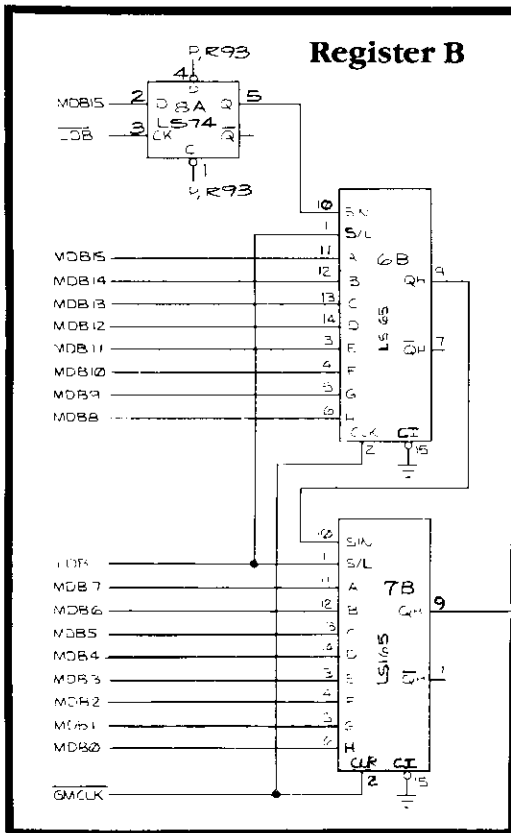 Register B
P,R93
4
D
MDB15 2 D 8A Q 5
LS74
LDB 3 CK Q
C
1
P,R93
10 SIN
1 S/L
MDB15 11 A 6B
MDB14 12 B QH 9
MDB13 13 C
MDB12 14 D
MDB11 3 E QH 7
MDB10 4 F
MDB9 5 G
MDB8 6 H
CLK CI
2 15
10 SIN
LDB 1 S/L
MDB7 11 A 7B
MDB6 12 B QH 9
MDB5 13 C
MDB4 14 D LS165
MDB3 3 E QH 7
MDB2 4 F
MDB1 5 G
MDB0 6 H
CLR CI
GMCLK 2 15